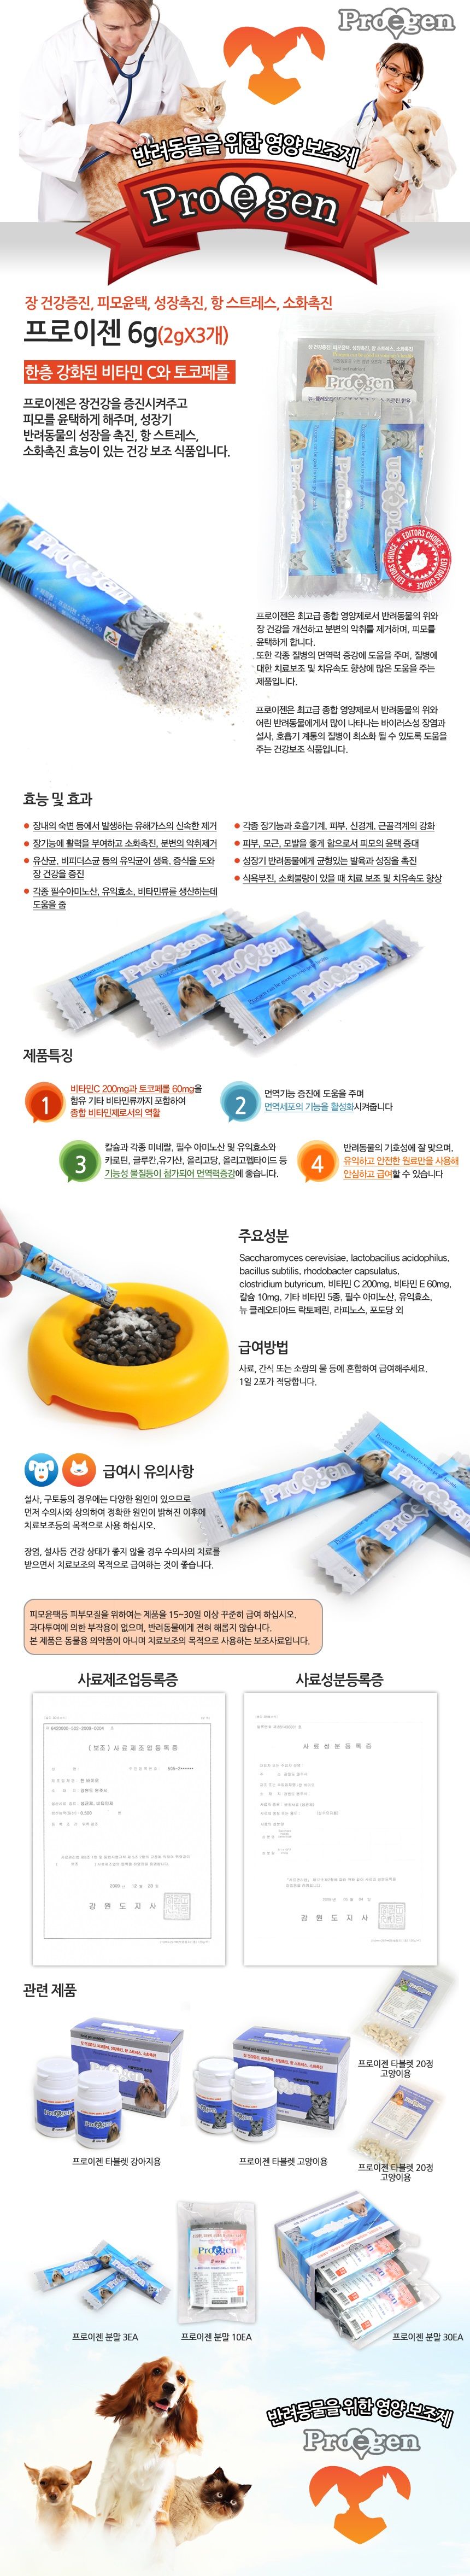 Proegen
반려동물을 위한 영양 보조제
Proegen
장 건강증진, 피모윤택, 성장촉진, 항 스트레스, 소화촉진
프로이젠 6g(2gX3개)
한층 강화된 비타민 C와 토코페롤
프로이젠은 장건강을 증진시켜주고
피모를 윤택하게 해주며, 성장기
반려동물의 성장을 촉진, 항 스트레스,
소화촉진 효능이 있는 건강 보조 식품입니다.
장 건강증진, 피모윤택, 성장촉진, 항 스트레스, 소화촉진
Proegen
EDITORS CHOICE
Proegen
프로이젠은 최고급 종합 영양제로서 반려동물의 위와
장 건강을 개선하고 분변의 악취를 제거하며, 피모를
윤택하게 합니다.
또한 각종 질병의 면역력 증강에 도움을 주며, 질병에
대한 치료보조 및 치유속도 향상에 많은 도움을 주는
제품입니다.
프로이젠은 최고급 종합 영양제로서 반려동물의 위와
어린 반려동물에게서 많이 나타나는 바이러스성 장염과
설사, 호흡기 계통의 질병이 최소화 될 수 있도록 도움을
주는 건강보조 식품입니다.
효능 및 효과
장내의 숙변 등에서 발생하는 유해가스의 신속한 제거
장기능에 활력을 부여하고 소화촉진, 분변의 악취제거
유산균, 비피더스균 등의 유익균이 생육, 증식을 도와
장 건강을 증진
각종 필수아미노산, 유익효소, 비타민류를 생산하는데
도움을 줌
각종 장기능과 호흡기계, 피부, 신경계, 근골격계의 강화
피부, 모근, 모발을 좋게 함으로서 피모의 윤택 증대
성장기 반려동물에게 균형있는 발육과 성장을 촉진
식욕부진, 소회불량이 있을 때 치료 보조 및 치유속도 향상
Proegen
Proegen
Proegen
제품특징
1
비타민C 200mg과 토코페롤 60mg을
함유 기타 비타민류까지 포함하여
종합 비타민제로서의 역활
2
면역기능 증진에 도움을 주며
면역세포의 기능을 활성화시켜줍니다
3
칼슘과 각종 미네랄, 필수 아미노산 및 유익효소와
카로틴, 글루칸,유기산, 올리고당, 올리고펩타이드 등
기능성 물질등이 첨가되어 면역력증강에 좋습니다.
4
반려동물의 기호성에 잘 맞으며,
유익하고 안전한 원료만을 사용해
안심하고 급여할 수 있습니다
주요성분
Saccharomyces cerevisiae, lactobacilius acidophilus,
bacillus subtilis, rhodobacter capsulatus,
clostridium butyricum, 비타민 C 200mg, 비타민 E 60mg,
칼슘 10mg, 기타 비타민 5종, 필수 아미노산, 유익효소,
뉴 클레오티아드 락토페린, 라피노스, 포도당 외
급여방법
사료, 간식 또는 소량의 물 등에 혼합하여 급여해주세요.
1일 2포가 적당합니다.
급여시 유의사항
설사, 구토등의 경우에는 다양한 원인이 있으므로
먼저 수의사와 상의하여 정확한 원인이 밝혀진 이후에
치료보조등의 목적으로 사용 하십시오.
장염, 설사등 건강 상태가 좋지 않을 경우 수의사의 치료를
받으면서 치료보조의 목적으로 급여하는 것이 좋습니다.
Proegen
Proegen
피모윤택등 피부모질을 위하여는 제품을 15~30일 이상 꾸준히 급여 하십시오.
과다투여에 의한 부작용이 없으며, 반려동물에게 전혀 해롭지 않습니다.
본 제품은 동물용 의약품이 아니며 치료보조의 목적으로 사용하는 보조사료입니다.
사료제조업등록증
사료성분등록증
(보조) 사료제조업등록증
강 원 도 지 사
사 료 성 분 등 록 증
강 원 도 지 사
관련 제품
프로이젠 타블렛 강아지용
프로이젠 타블렛 고양이용
프로이젠 타블렛 20정
고양이용
프로이젠 타블렛 20정
고양이용
프로이젠 분말 3EA
프로이젠 분말 10EA
프로이젠 분말 30EA
반려동물을 위한 영양 보조제
Proegen